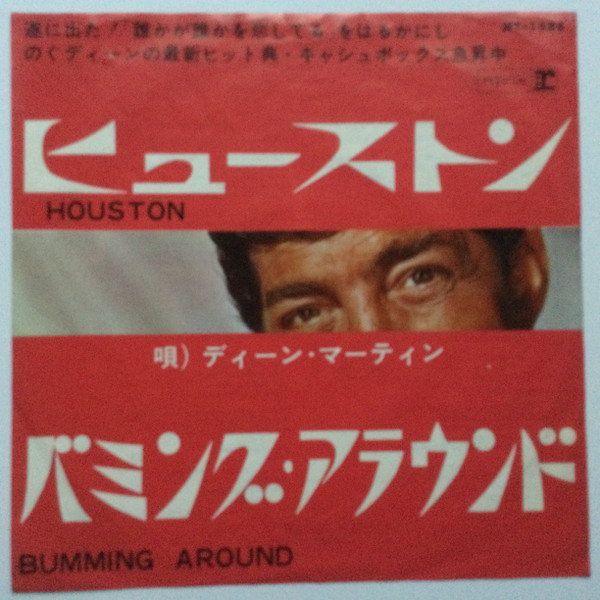 遂に出た!「誰かが誰かを恋してる」をはるかにし
のぐディーンの最新ヒット典・キャシュボックス急昇中
ヒューストン
HOUSTON
唄)ディーン・マーティン
バミング・アラウンド
BUMMING AROUND